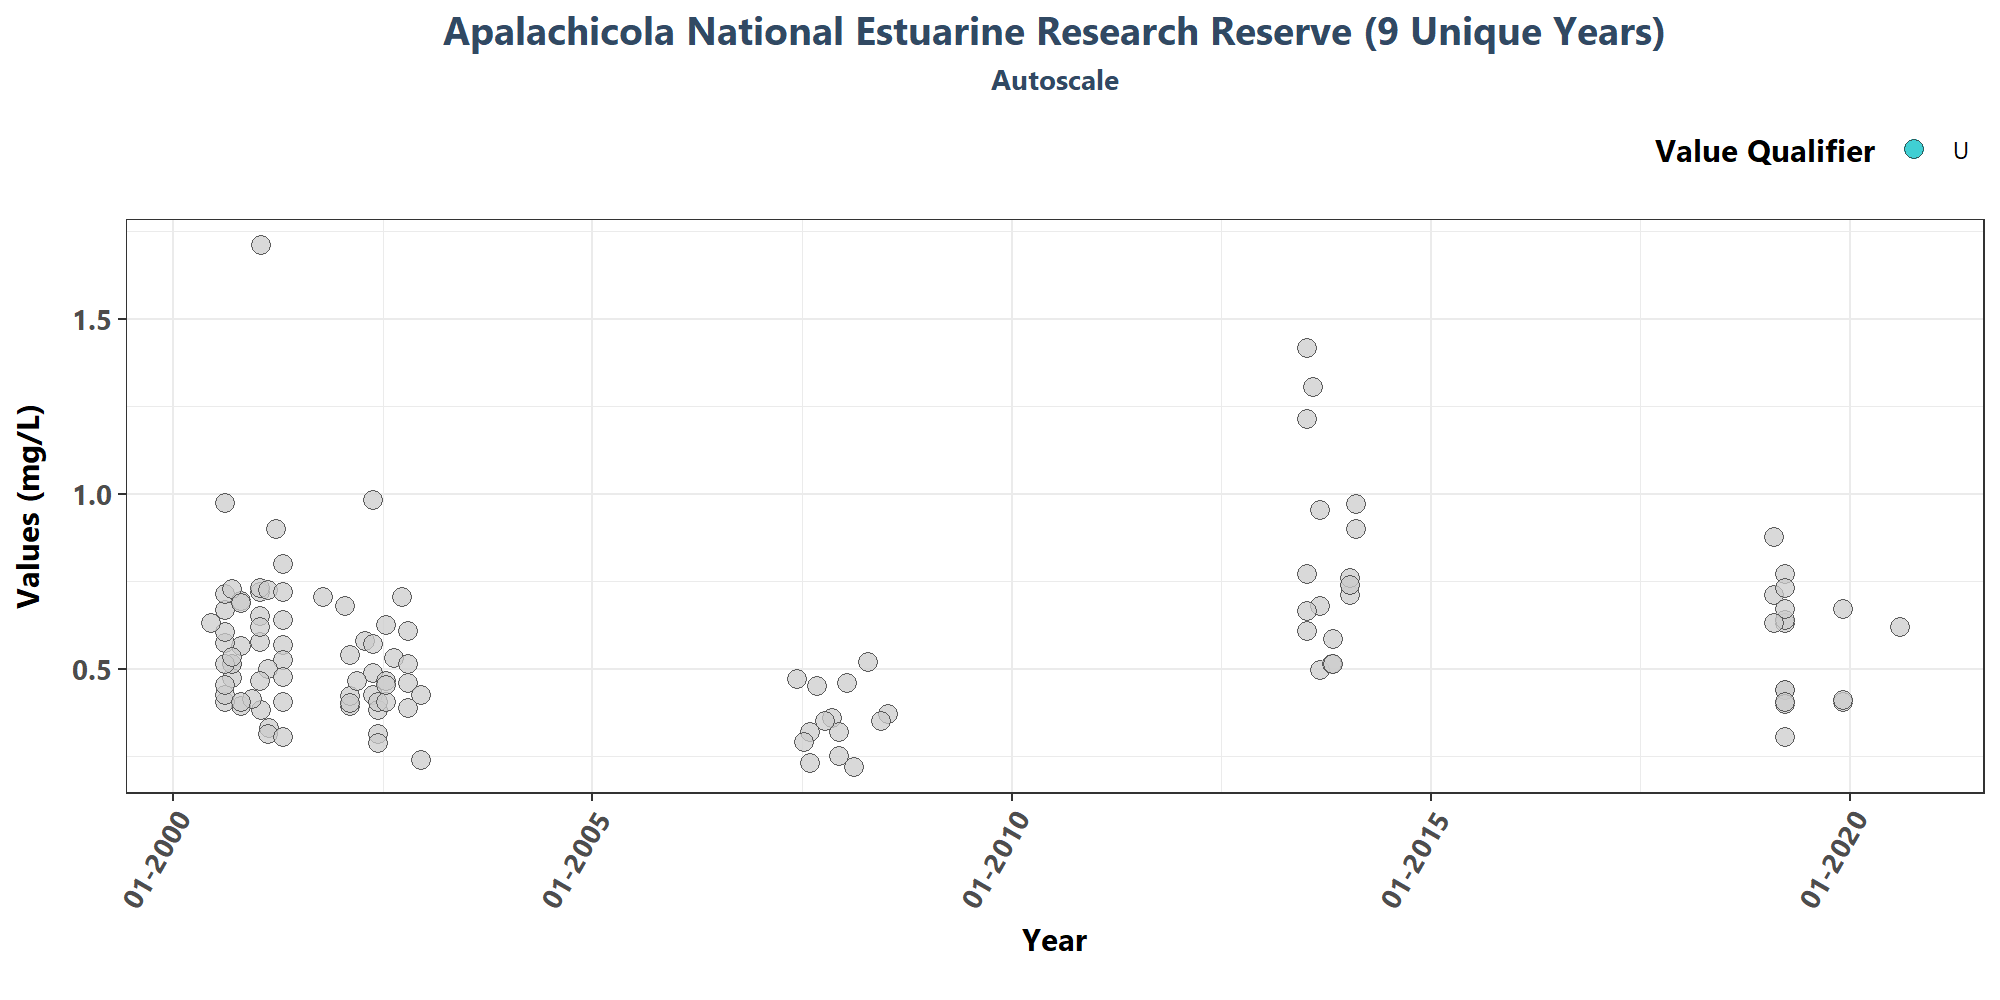 Apalachicola National Estuarine Research Reserve (9 Unique Years)
Autoscale
Value Qualifier U
Values (mg/L)
1.5
1.0
0.5
01-2000 01-2005 01-2010 01-2015 01-2020
Year